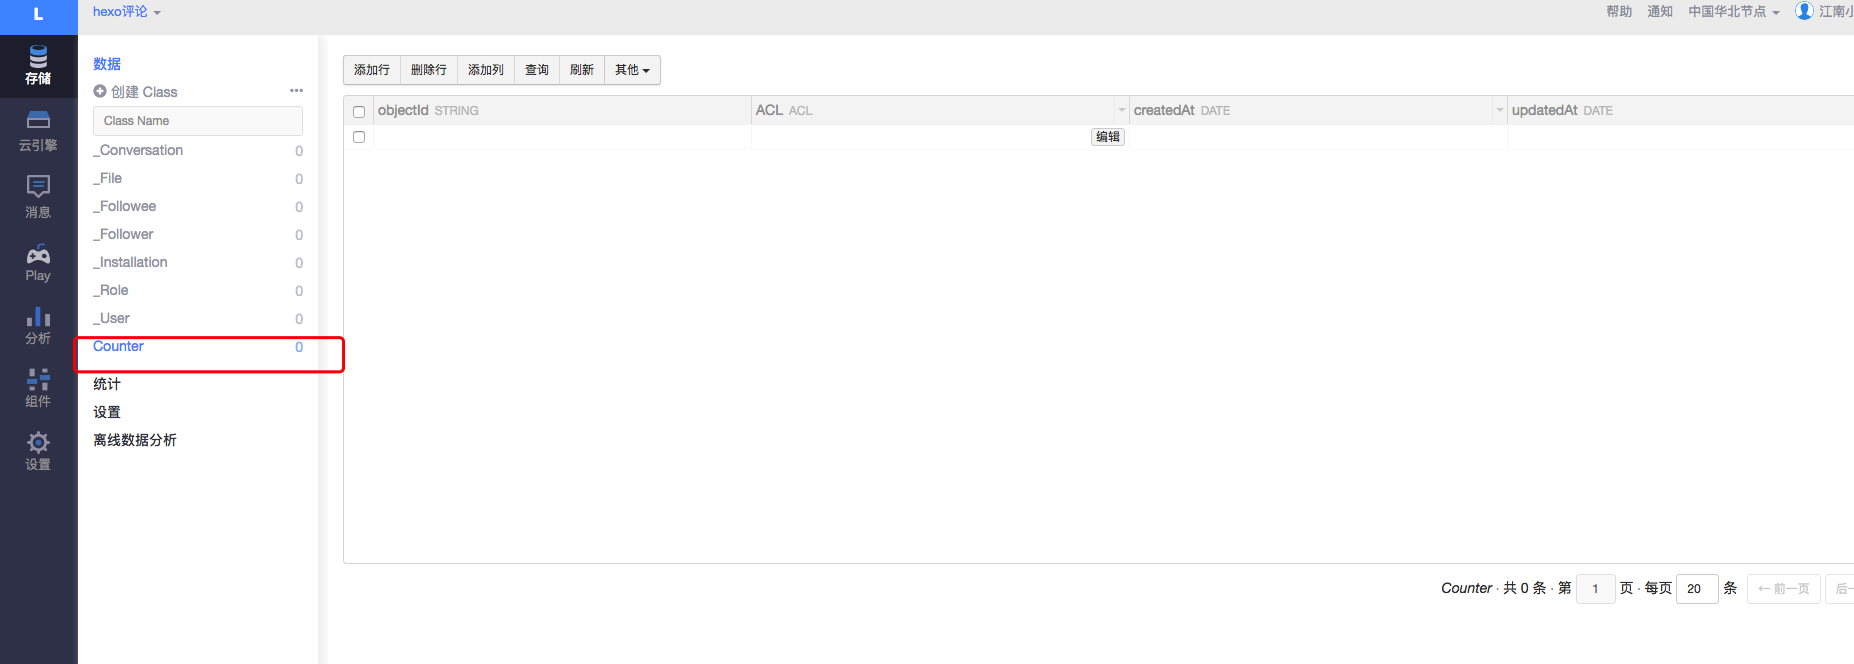 L
hexo评论
帮助 通知 中国华北节点 江南
存储
云引擎
消息
Play
分析
组件
设置
数据
创建 Class
Class Name
_Conversation 0
_File 0
_Followee 0
_Follower 0
_Installation 0
_Role 0
_User 0
Counter 0
统计
设置
离线数据分析
添加行 删除行 添加列 查询 刷新 其他
objectId STRING ACL ACL createdAt DATE updatedAt DATE
编辑
Counter · 共 0 条 · 第 1 页 · 每页 20 条 ←前一页 后一